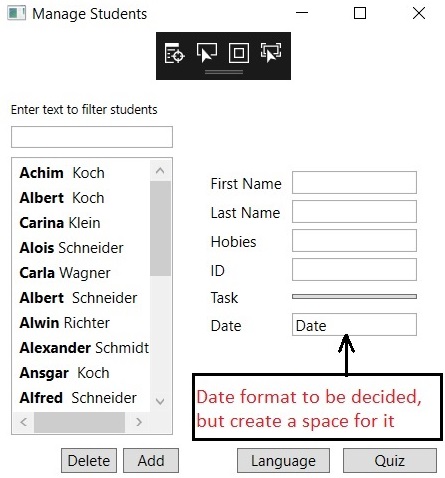 Manage Students
Enter text to filter students
Achim Koch
Albert Koch
Carina Klein
Alois Schneider
Carla Wagner
Albert Schneider
Alwin Richter
Alexander Schmidt
Ansgar Koch
Alfred Schneider
First Name
Last Name
Hobies
ID
Task
Date Date
Date format to be decided,
but create a space for it
Delete Add Language Quiz